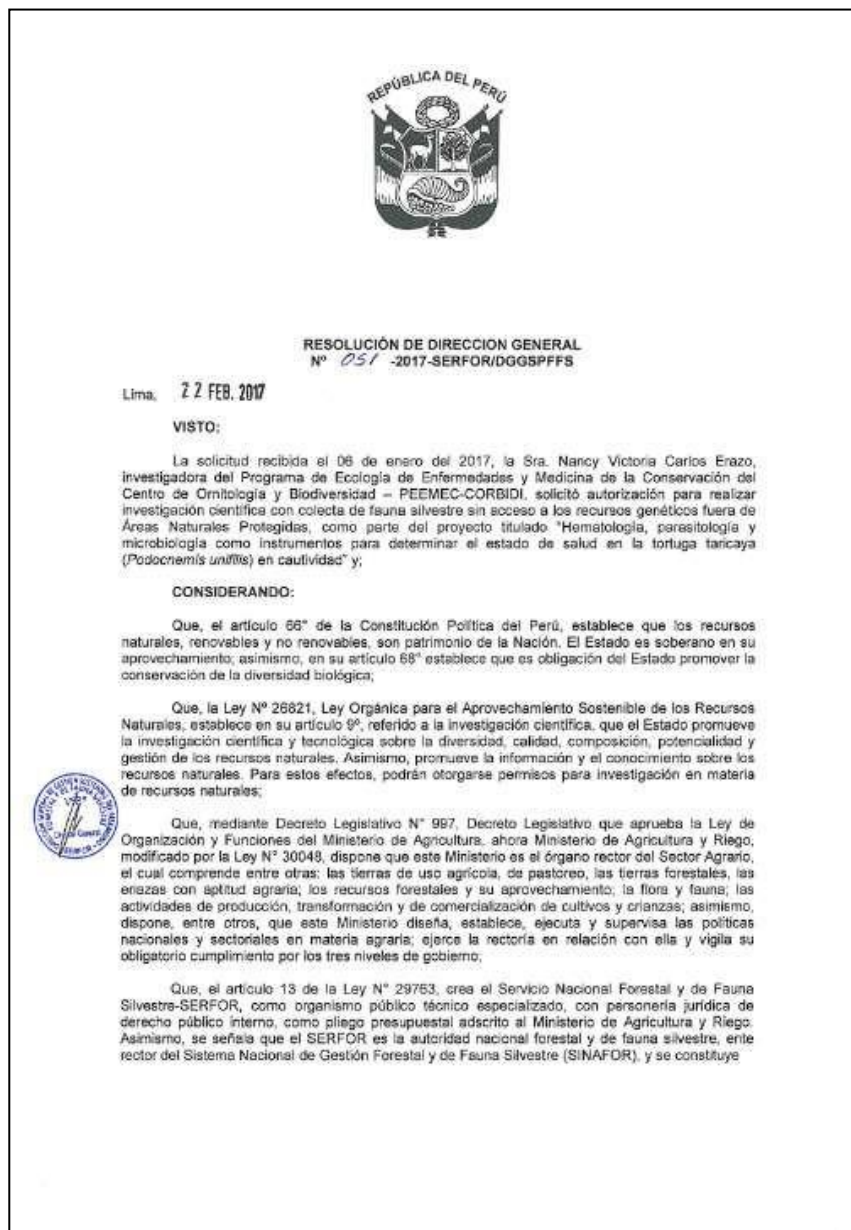 REPÚBLICA DEL PERÚ
RESOLUCIÓN DE DIRECCION GENERAL
Nº 051 -2017-SERFOR/DGGSPFFS
Lima, 22 FEB. 2017
VISTO:
La solicitud recibida el 06 de enero del 2017, la Sra. Nancy Victoria Carlos Erazo,
investigadora del Programa de Ecología de Enfermedades y Medicina de la Conservación del
Centro de Ornitología y Biodiversidad – PEEMEC-CORBIDI, solicitó autorización para realizar
investigación científica con colecta de fauna silvestre sin acceso a los recursos genéticos fuera de
Áreas Naturales Protegidas, como parte del proyecto titulado "Hematología, parasitología y
microbiología como instrumentos para determinar el estado de salud en la tortuga taricaya
(Podocnemis unifilis) en cautividad" y;
CONSIDERANDO:
Que, el artículo 66° de la Constitución Política del Perú, establece que los recursos
naturales, renovables y no renovables, son patrimonio de la Nación. El Estado es soberano en su
aprovechamiento; asimismo, en su artículo 68° establece que es obligación del Estado promover la
conservación de la diversidad biológica;
Que, la Ley Nº 26821, Ley Orgánica para el Aprovechamiento Sostenible de los Recursos
Naturales, establece en su artículo 9º, referido a la investigación científica, que el Estado promueve
la investigación científica y tecnológica sobre la diversidad, calidad, composición, potencialidad y
gestión de los recursos naturales. Asimismo, promueve la información y el conocimiento sobre los
recursos naturales. Para estos efectos, podrán otorgarse permisos para investigación en materia
de recursos naturales;
Que, mediante Decreto Legislativo N° 997, Decreto Legislativo que aprueba la Ley de
Organización y Funciones del Ministerio de Agricultura, ahora Ministerio de Agricultura y Riego,
modificado por la Ley N° 30048, dispone que este Ministerio es el órgano rector del Sector Agrario,
el cual comprende entre otras: las tierras de uso agrícola, de pastoreo, las tierras forestales, las
eriazas con aptitud agraria; los recursos forestales y su aprovechamiento; la flora y fauna; las
actividades de producción, transformación y de comercialización de cultivos y crianzas; asimismo,
dispone, entre otros, que este Ministerio diseña, establece, ejecuta y supervisa las políticas
nacionales y sectoriales en materia agraria; ejerce la rectoría en relación con ella y vigila su
obligatorio cumplimiento por los tres niveles de gobierno;
Que, el artículo 13 de la Ley N° 29763, crea el Servicio Nacional Forestal y de Fauna
Silvestre-SERFOR, como organismo público técnico especializado, con personería jurídica de
derecho público interno, como pliego presupuestal adscrito al Ministerio de Agricultura y Riego.
Asimismo, se señala que el SERFOR es la autoridad nacional forestal y de fauna silvestre, ente
rector del Sistema Nacional de Gestión Forestal y de Fauna Silvestre (SINAFOR), y se constituye